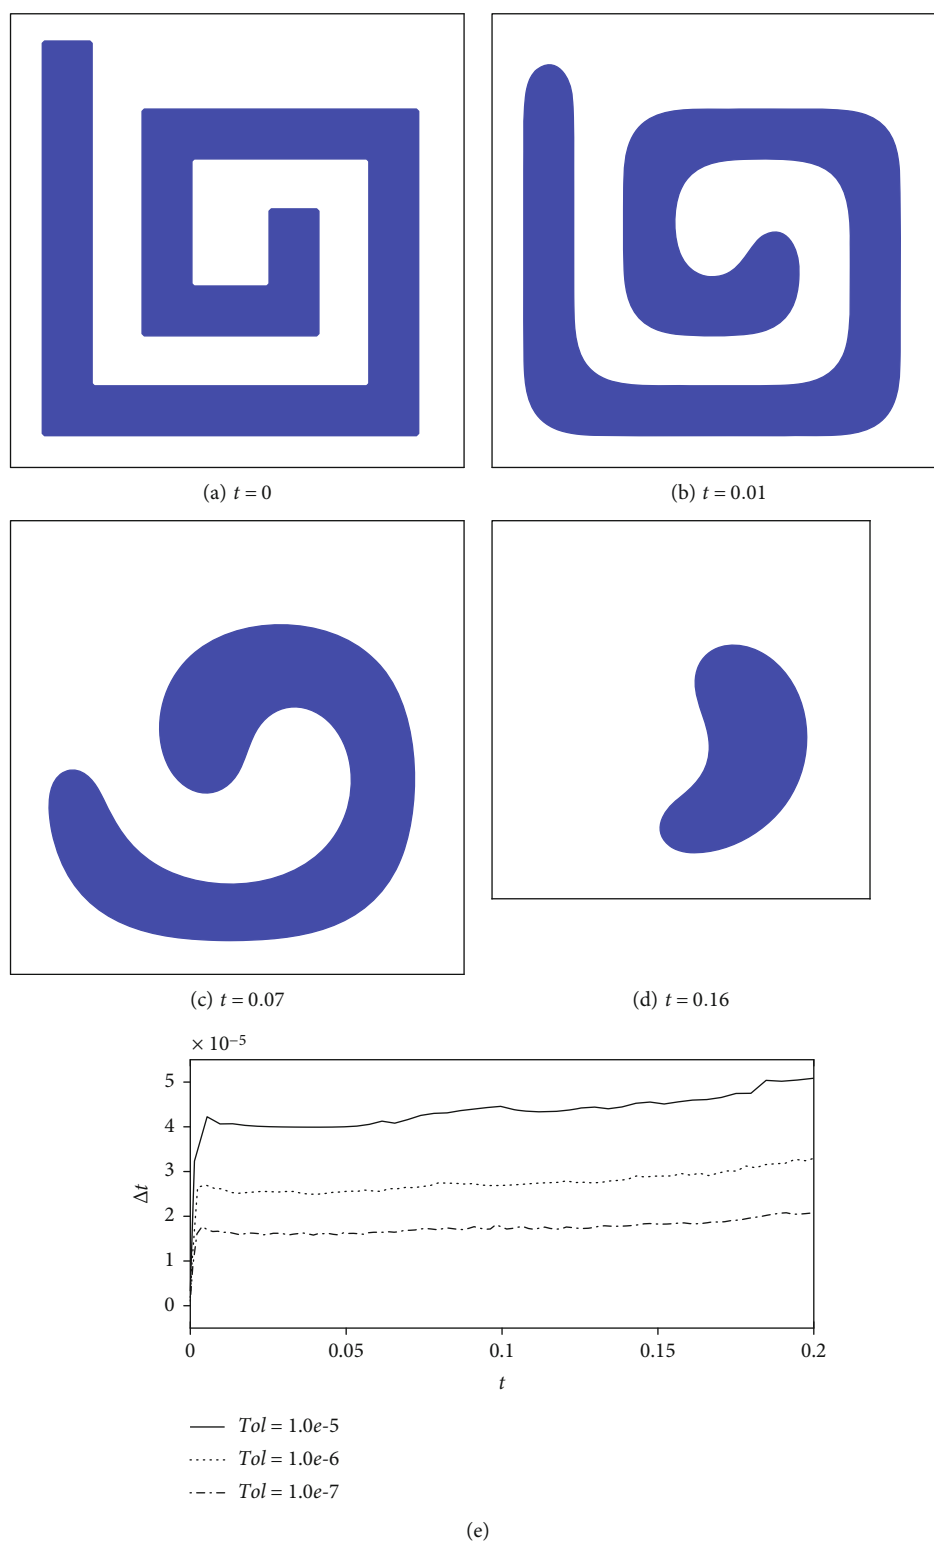 (a) t = 0
(b) t = 0.01
(c) t = 0.07
(d) t = 0.16
× 10⁻⁵
5
4
3
2
1
0
Δt
0 0.05 0.1 0.15 0.2
t
Tol = 1.0e-5
Tol = 1.0e-6
Tol = 1.0e-7
(e)